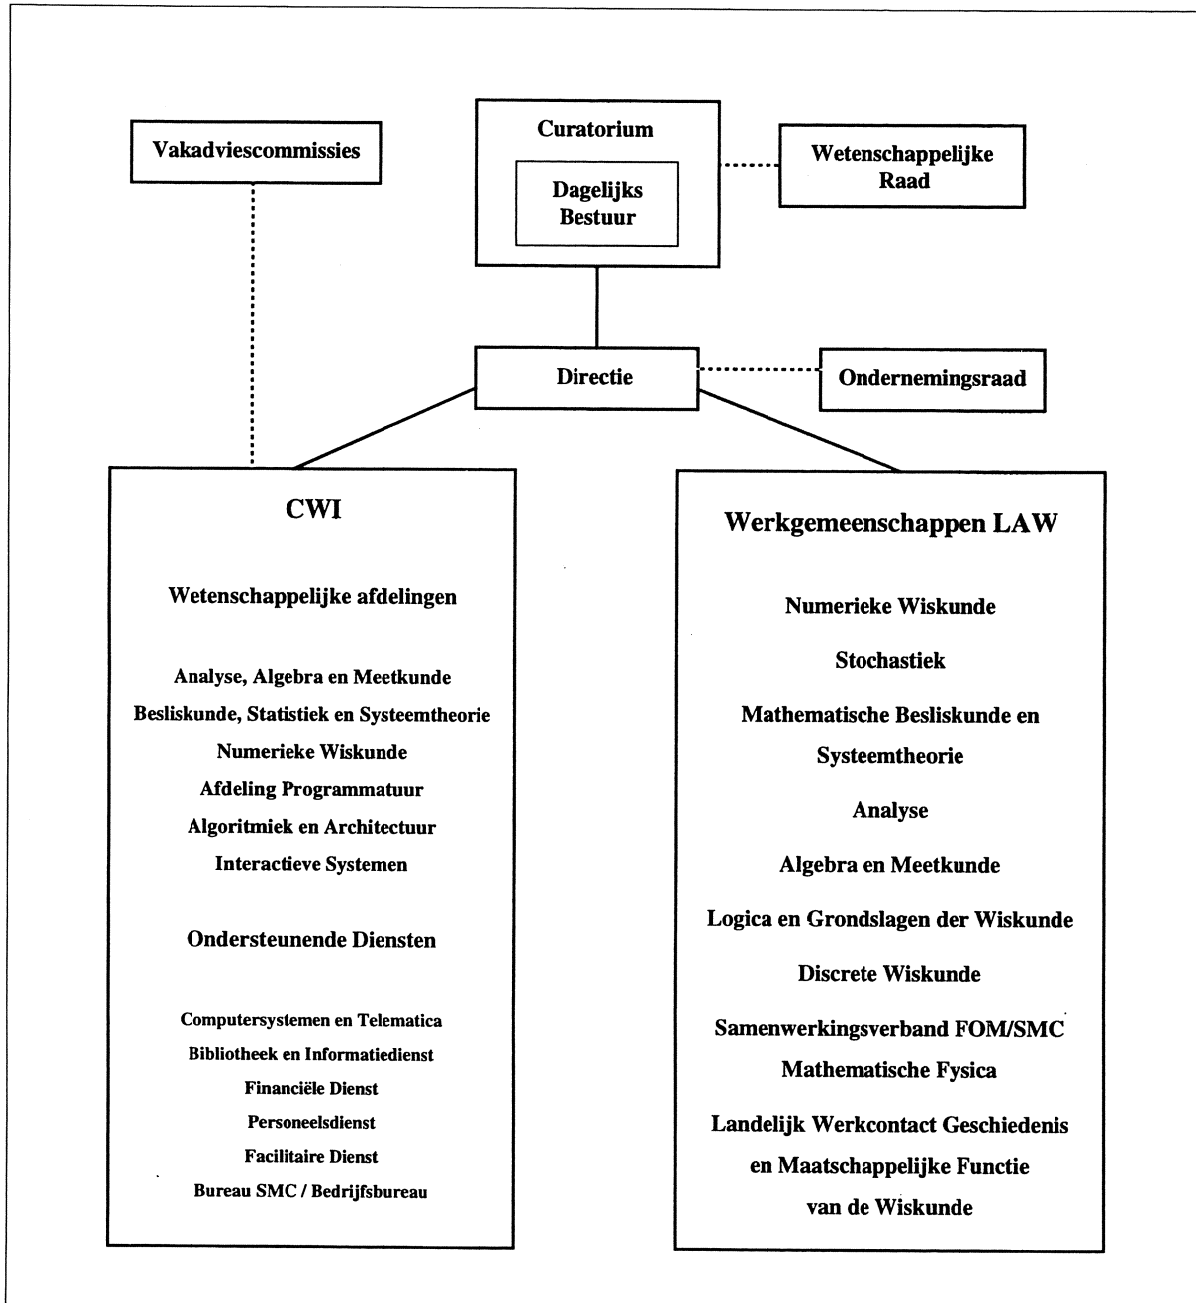 Vakadviescommissies
Curatorium
Dagelijks
Bestuur
Wetenschappelijke
Raad
Directie
Ondernemingsraad
CWI
Wetenschappelijke afdelingen
Analyse, Algebra en Meetkunde
Besliskunde, Statistiek en Systeemtheorie
Numerieke Wiskunde
Afdeling Programmatuur
Algoritmiek en Architectuur
Interactieve Systemen
Ondersteunende Diensten
Computersystemen en Telematica
Bibliotheek en Informatiedienst
Financiële Dienst
Personeelsdienst
Facilitaire Dienst
Bureau SMC / Bedrijfsbureau
Werkgemeenschappen LAW
Numerieke Wiskunde
Stochastiek
Mathematische Besliskunde en
Systeemtheorie
Analyse
Algebra en Meetkunde
Logica en Grondslagen der Wiskunde
Discrete Wiskunde
Samenwerkingsverband FOM/SMC
Mathematische Fysica
Landelijk Werkcontact Geschiedenis
en Maatschappelijke Functie
van de Wiskunde